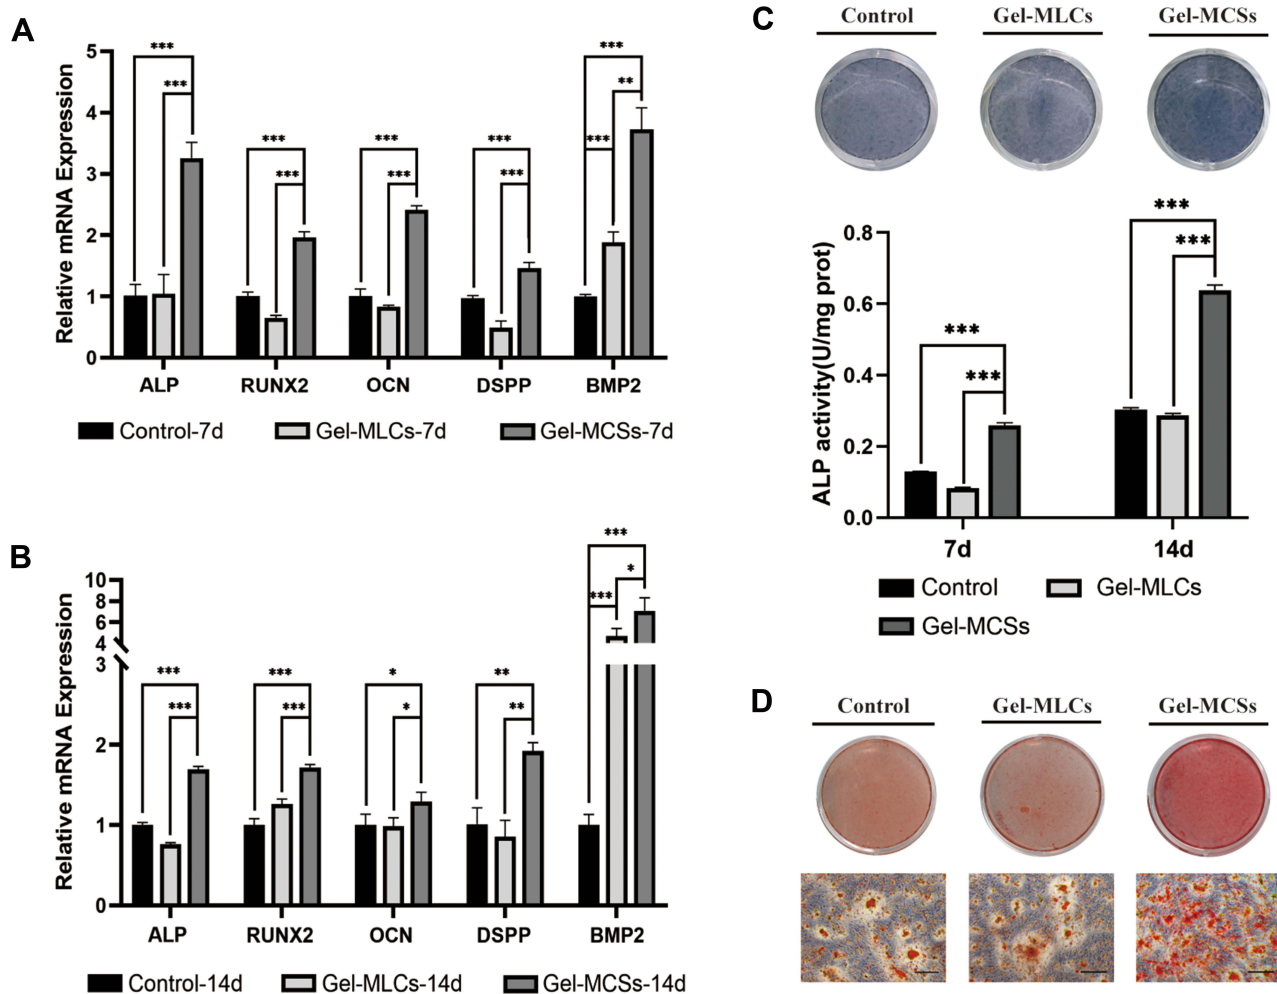 A
Relative mRNA Expression
5
4
3
2
1
0
***
***
***
***
***
***
***
***
***
**
***
ALP RUNX2 OCN DSPP BMP2
Control-7d Gel-MLCs-7d Gel-MCSs-7d
B
Relative mRNA Expression
10
8
6
4
3
2
1
0
***
***
***
***
*
*
**
**
***
*
***
ALP RUNX2 OCN DSPP BMP2
Control-14d Gel-MLCs-14d Gel-MCSs-14d
C
Control Gel-MLCs Gel-MCSs
ALP activity(U/mg prot)
0.8
0.6
0.4
0.2
0.0
***
***
***
***
7d 14d
Control Gel-MLCs
Gel-MCSs
D
Control Gel-MLCs Gel-MCSs